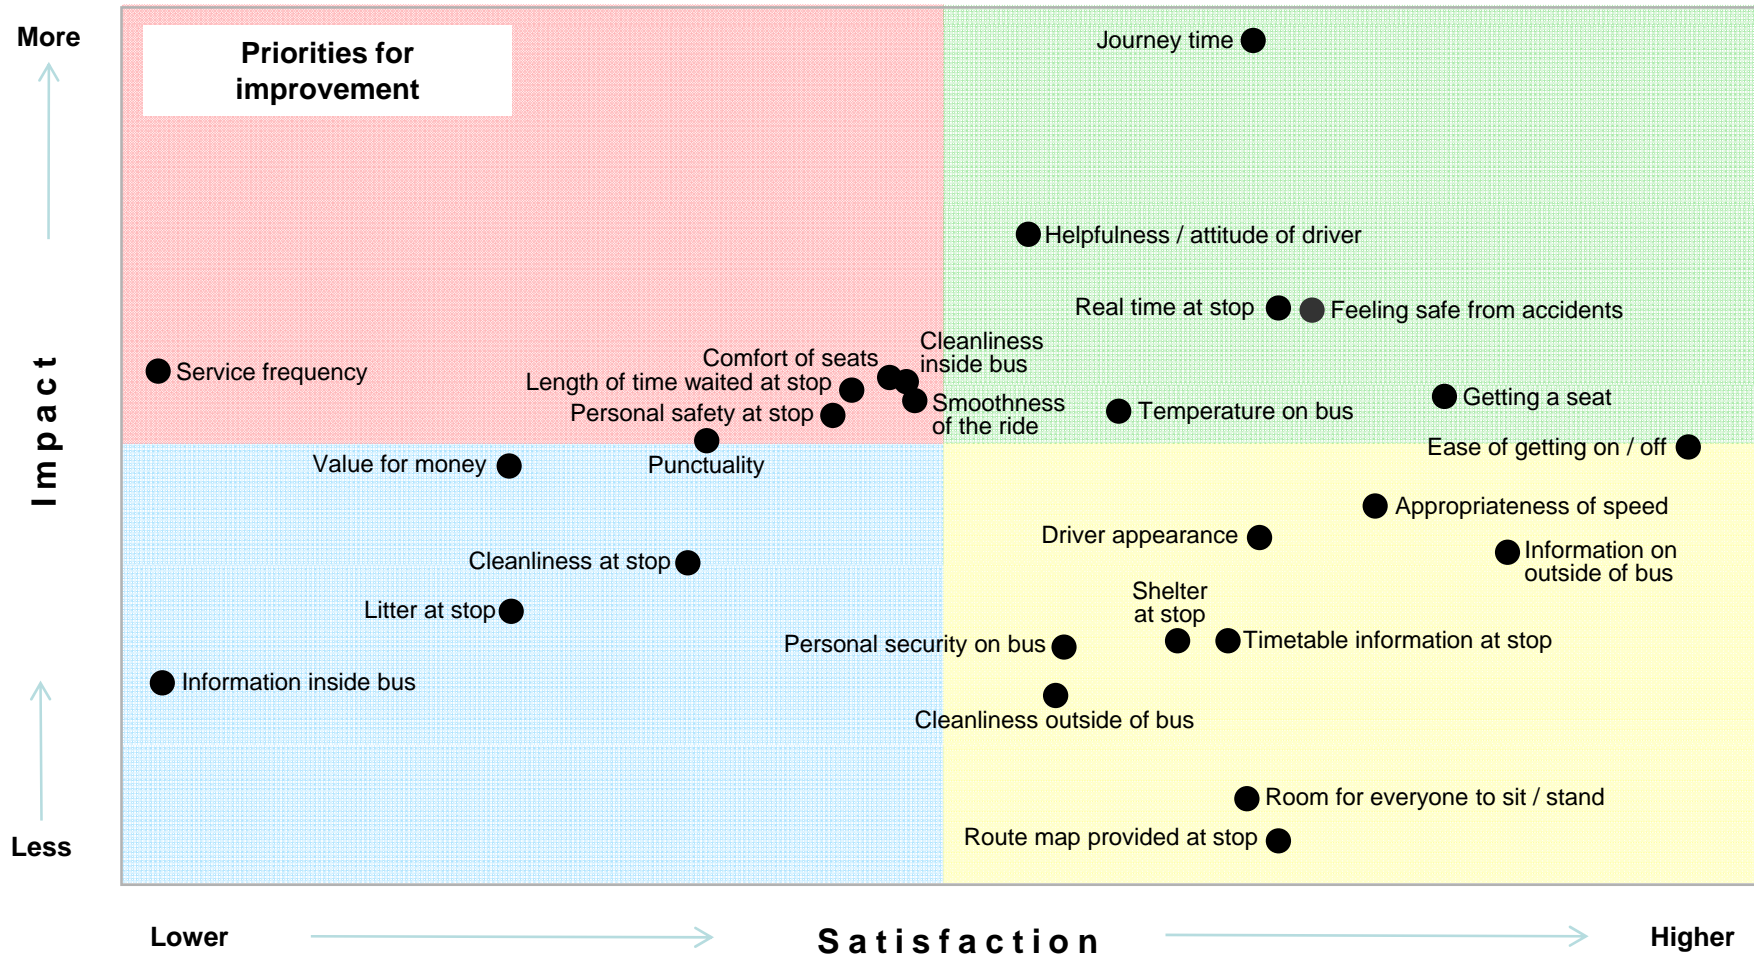 More
Priorities for
improvement
Journey time
Helpfulness / attitude of driver
Real time at stop
Feeling safe from accidents
Cleanliness
inside bus
Comfort of seats
Service frequency
Length of time waited at stop
Getting a seat
Smoothness
of the ride
Personal safety at stop
Temperature on bus
Ease of getting on / off
Impact
Value for money
Punctuality
Appropriateness of speed
Driver appearance
Information on
outside of bus
Cleanliness at stop
Shelter
at stop
Litter at stop
Personal security on bus
Timetable information at stop
Information inside bus
Cleanliness outside of bus
Room for everyone to sit / stand
Route map provided at stop
Less
Lower
Satisfaction
Higher